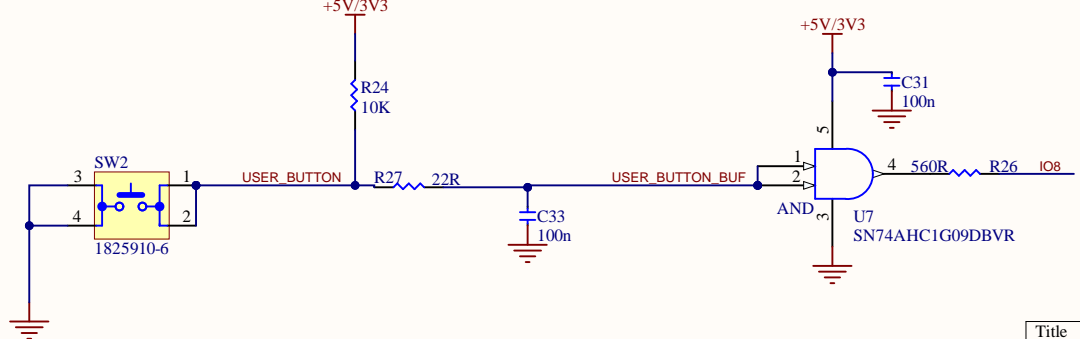 +5V/3V3
+5V/3V3
R24
10K
C31
100n
5
SW2
3
4
1
2
1825910-6
USER_BUTTON
R27
22R
C33
100n
USER_BUTTON_BUF
1
2
AND
3
4
U7
SN74AHC1G09DBVR
560R
R26
IO8
Title